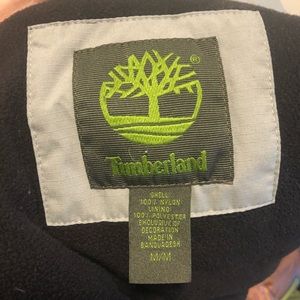 ®
Timberland
SHELL:
100% NYLON
LINING:
100% POLYESTER
EXCLUSIVE OF
DECORATION
MADE IN
BANGLADESH
M/M